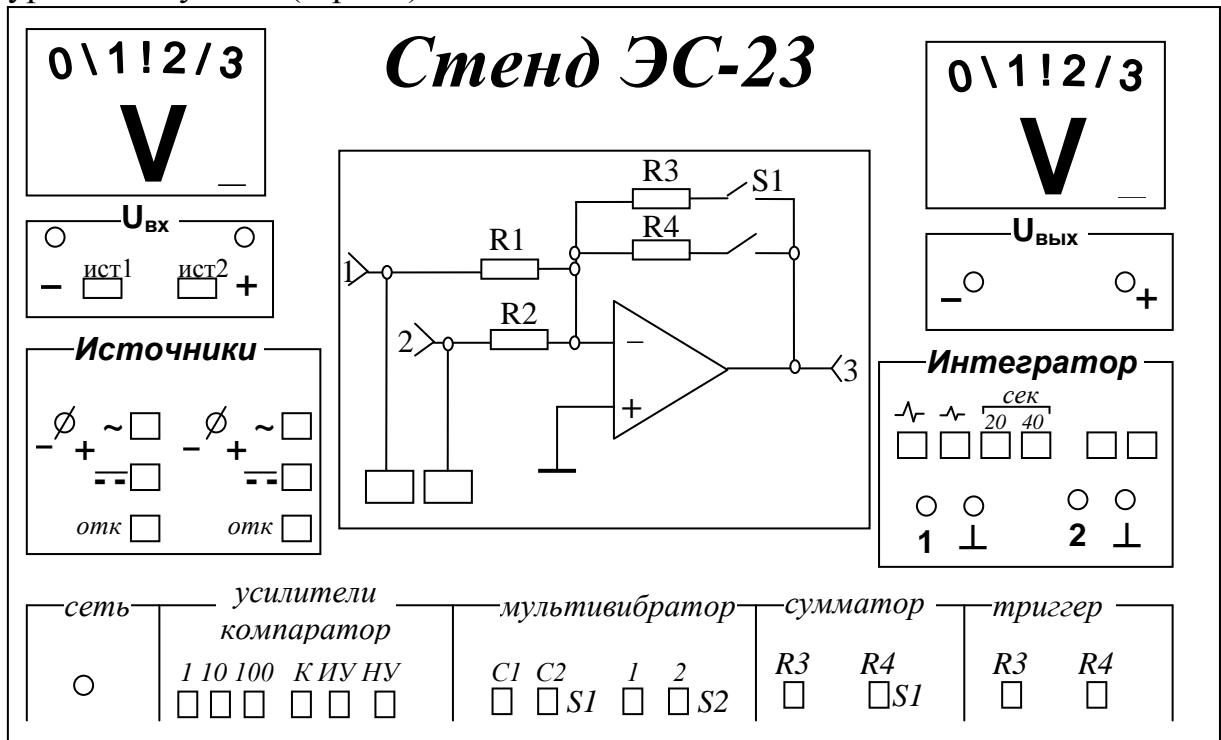 Стенд ЭС-23
0\1!2/3
V
0\1!2/3
V
Uвх
ист1 ист2
− +
Источники
− + ~ − + ~
отк отк
R3 S1
R4
R1
1
R2
2
−
+
3
Uвых
− +
Интегратор
сек
20 40
1 ⊥ 2 ⊥
сеть
усилители
компаратор
1 10 100 К ИУ НУ
мультивибратор
С1 С2 S1 1 2 S2
сумматор
R3 R4
S1
триггер
R3 R4